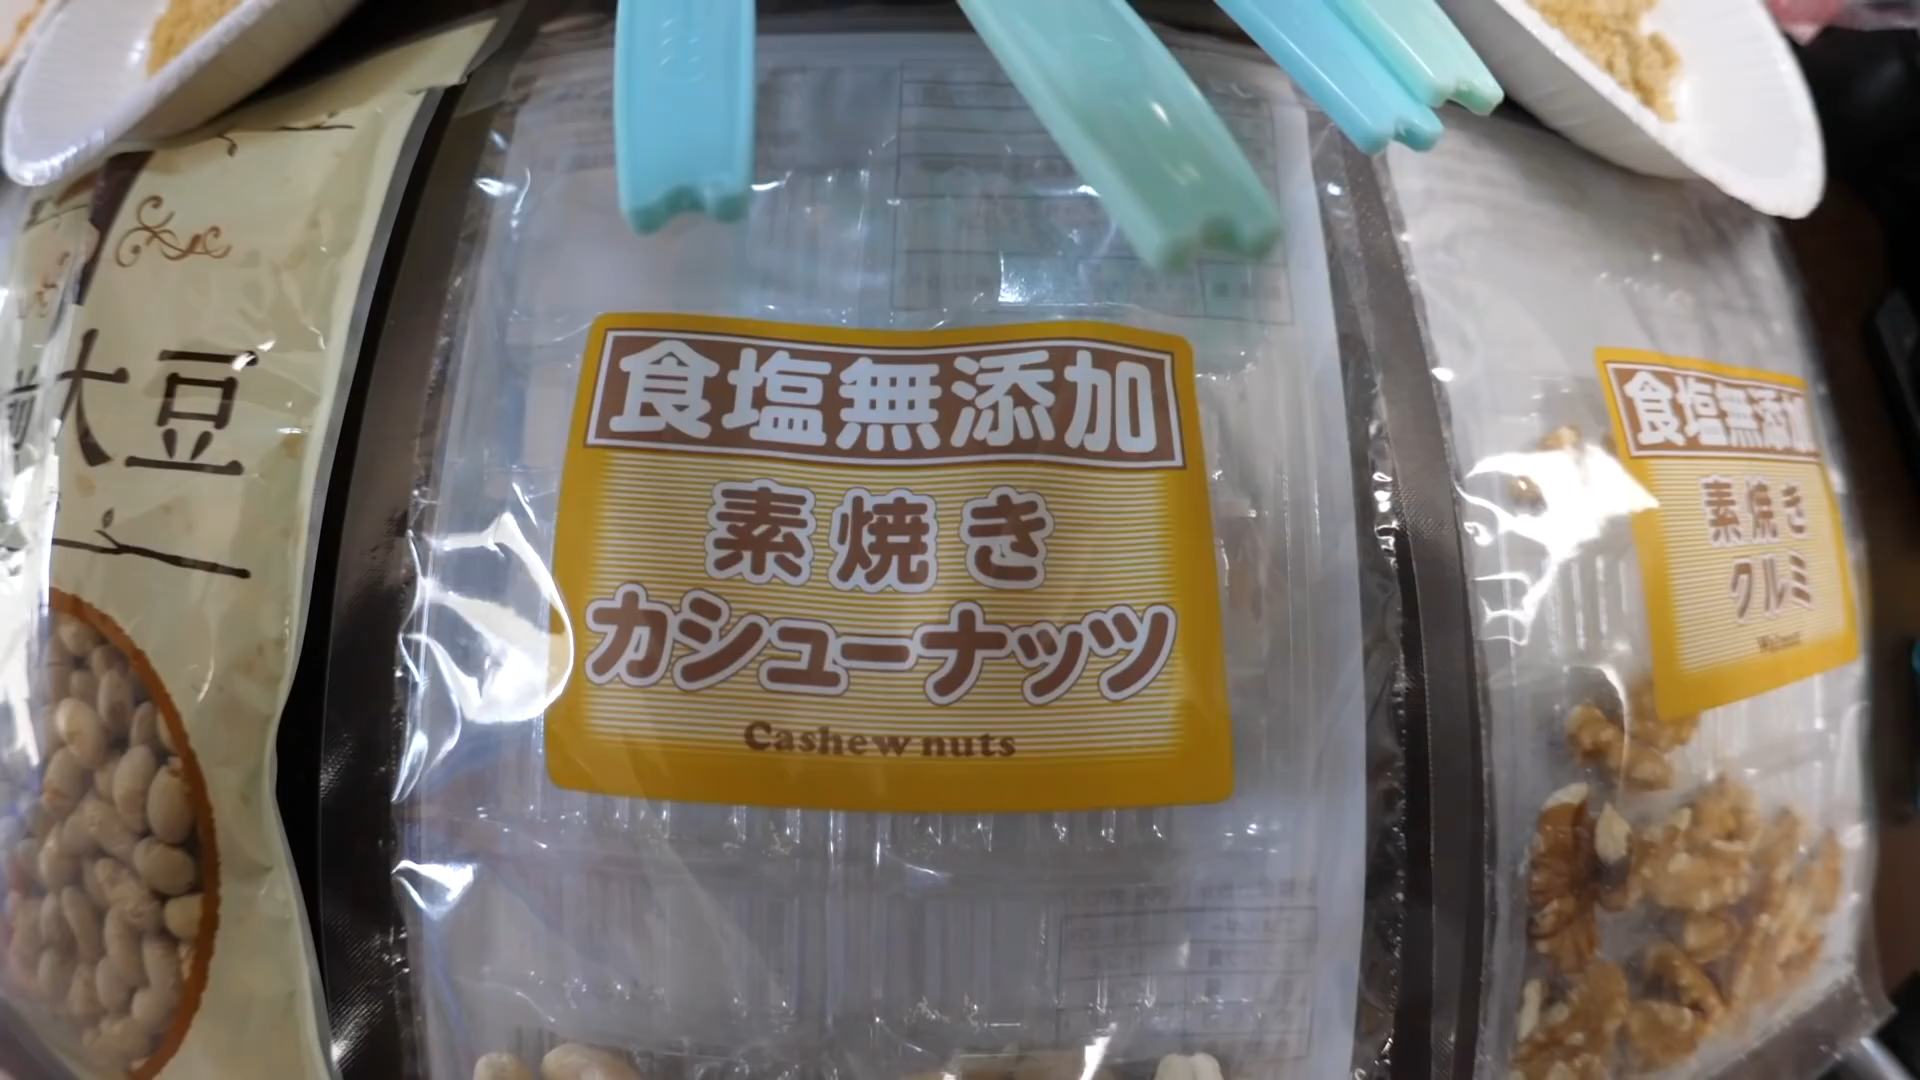 大豆
食塩無添加
素焼き
カシューナッツ
Cashew nuts
食塩無添加
素焼き
クルミ
Walnut